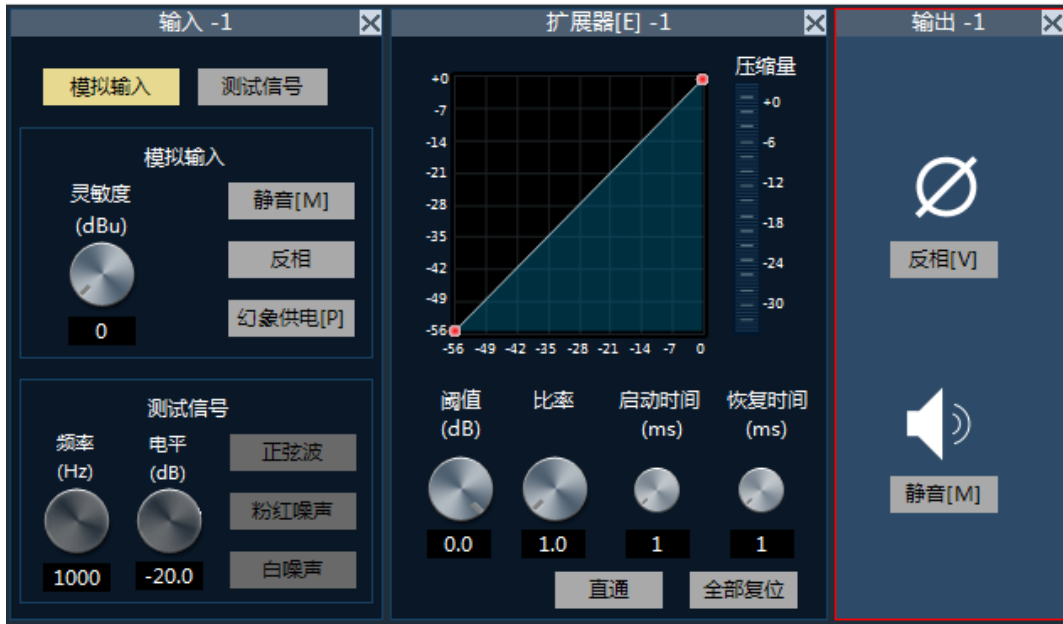 输入 -1
模拟输入 测试信号
模拟输入
灵敏度
(dBu)
0
静音[M]
反相
幻象供电[P]
测试信号
频率
(Hz)
1000
电平
(dB)
-20.0
正弦波
粉红噪声
白噪声
扩展器[E] -1
+0
-7
-14
-21
-28
-35
-42
-49
-56
-56 -49 -42 -35 -28 -21 -14 -7 0
压缩量
+0
-6
-12
-18
-24
-30
阈值
(dB)
0.0
比率
1.0
启动时间
(ms)
1
恢复时间
(ms)
1
直通 全部复位
输出 -1
反相[V]
静音[M]